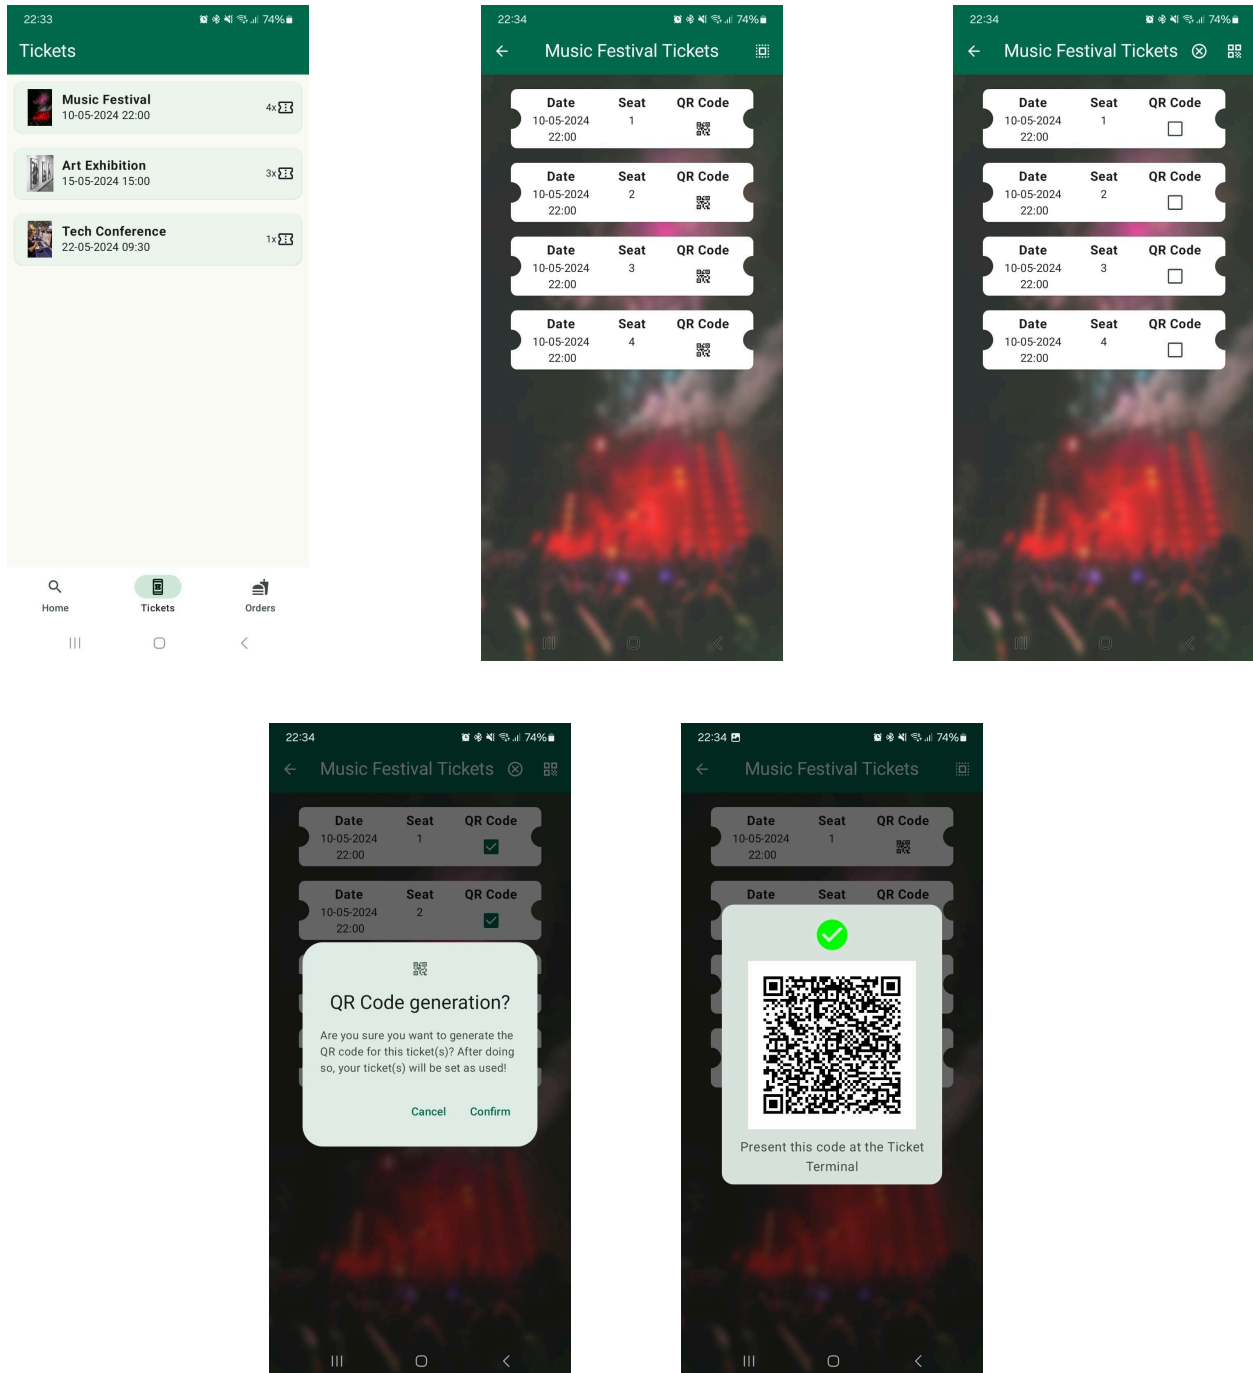 22:33
74%
Tickets
Music Festival
10-05-2024 22:00
4x
Art Exhibition
15-05-2024 15:00
3x
Tech Conference
22-05-2024 09:30
1x
Home
Tickets
Orders
22:34
74%
Music Festival Tickets
Date Seat QR Code
10-05-2024 1
22:00
Date Seat QR Code
10-05-2024 2
22:00
Date Seat QR Code
10-05-2024 3
22:00
Date Seat QR Code
10-05-2024 4
22:00
22:34
74%
Music Festival Tickets
Date Seat QR Code
10-05-2024 1
22:00
Date Seat QR Code
10-05-2024 2
22:00
Date Seat QR Code
10-05-2024 3
22:00
Date Seat QR Code
10-05-2024 4
22:00
22:34
74%
Music Festival Tickets
Date Seat QR Code
10-05-2024 1
22:00
Date Seat QR Code
10-05-2024 2
22:00
QR Code generation?
Are you sure you want to generate the
QR code for this ticket(s)? After doing
so, your ticket(s) will be set as used!
Cancel Confirm
22:34
74%
Music Festival Tickets
Date Seat QR Code
10-05-2024 1
22:00
Date Seat QR Code
Present this code at the Ticket
Terminal